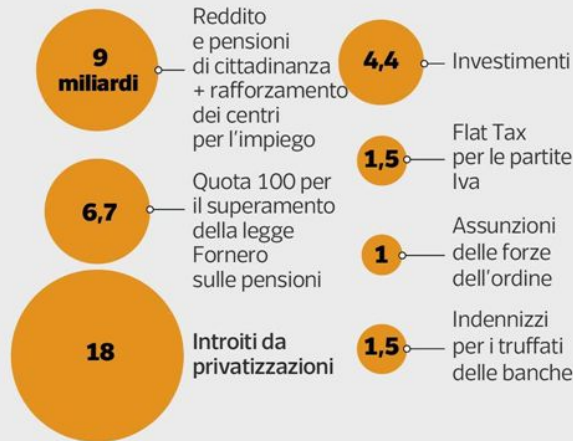 9
miliardi
Reddito
e pensioni
di cittadinanza
+ rafforzamento
dei centri
per l'impiego
6,7
Quota 100 per
il superamento
della legge
Fornero
sulle pensioni
18
Introiti da
privatizzazioni
4,4
Investimenti
1,5
Flat Tax
per le partite
Iva
1
Assunzioni
delle forze
dell'ordine
1,5
Indennizzi
per i truffati
delle banche